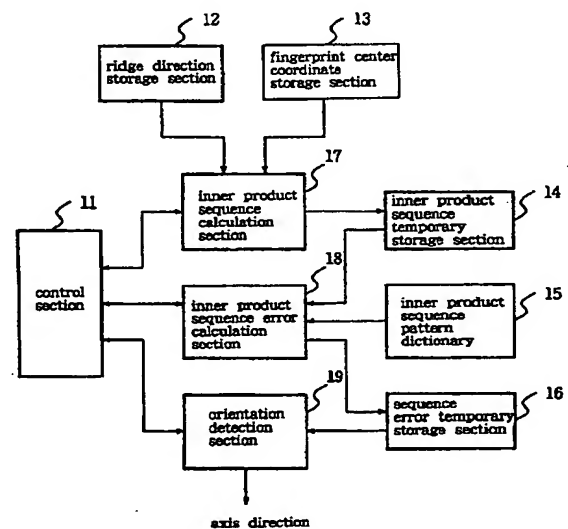 12
13
ridge direction
storage section
fingerprint center
coordinate
storage section
17
11
inner product
sequence
calculation
section
inner product
sequence
temporary
storage section
14
18
control
section
inner product
sequence error
calculation
section
inner product
sequence
pattern
dictionary
15
19
orientation
detection
section
sequence
error temporary
storage section
16
axis direction